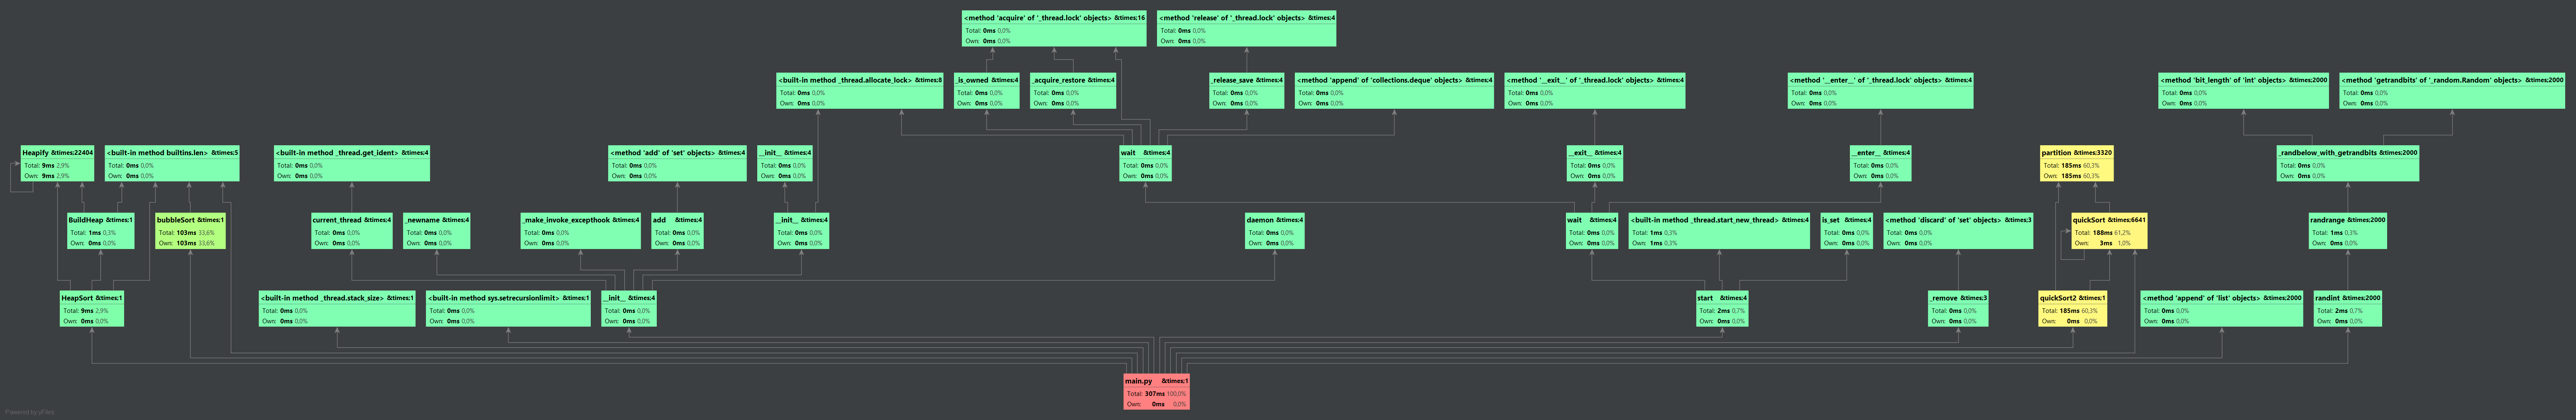 <method 'acquire' of '_thread.lock' objects> &times;16
Total: 0ms 0,0%
Own: 0ms 0,0%
<method 'release' of '_thread.lock' objects> &times;4
Total: 0ms 0,0%
Own: 0ms 0,0%
<built-in method _thread.allocate_lock> &times;8
Total: 0ms 0,0%
Own: 0ms 0,0%
_is_owned &times;4
Total: 0ms 0,0%
Own: 0ms 0,0%
_acquire_restore &times;4
Total: 0ms 0,0%
Own: 0ms 0,0%
_release_save &times;4
Total: 0ms 0,0%
Own: 0ms 0,0%
<method 'append' of 'collections.deque' objects> &times;4
Total: 0ms 0,0%
Own: 0ms 0,0%
<method '__exit__' of '_thread.lock' objects> &times;4
Total: 0ms 0,0%
Own: 0ms 0,0%
<method '__enter__' of '_thread.lock' objects> &times;4
Total: 0ms 0,0%
Own: 0ms 0,0%
<method 'bit_length' of 'int' objects> &times;2000
Total: 0ms 0,0%
Own: 0ms 0,0%
<method 'getrandbits' of '_random.Random' objects> &times;2000
Total: 0ms 0,0%
Own: 0ms 0,0%
Heapify &times;22404
Total: 9ms 2,9%
Own: 9ms 2,9%
<built-in method builtins.len> &times;5
Total: 0ms 0,0%
Own: 0ms 0,0%
<built-in method _thread.get_ident> &times;4
Total: 0ms 0,0%
Own: 0ms 0,0%
<method 'add' of 'set' objects> &times;4
Total: 0ms 0,0%
Own: 0ms 0,0%
__init__ &times;4
Total: 0ms 0,0%
Own: 0ms 0,0%
wait &times;4
Total: 0ms 0,0%
Own: 0ms 0,0%
__exit__ &times;4
Total: 0ms 0,0%
Own: 0ms 0,0%
__enter__ &times;4
Total: 0ms 0,0%
Own: 0ms 0,0%
partition &times;3320
Total: 185ms 60,3%
Own: 185ms 60,3%
_randbelow_with_getrandbits &times;2000
Total: 0ms 0,0%
Own: 0ms 0,0%
BuildHeap &times;1
Total: 1ms 0,3%
Own: 0ms 0,0%
bubbleSort &times;1
Total: 103ms 33,6%
Own: 103ms 33,6%
current_thread &times;4
Total: 0ms 0,0%
Own: 0ms 0,0%
_newname &times;4
Total: 0ms 0,0%
Own: 0ms 0,0%
_make_invoke_excepthook &times;4
Total: 0ms 0,0%
Own: 0ms 0,0%
add &times;4
Total: 0ms 0,0%
Own: 0ms 0,0%
__init__ &times;4
Total: 0ms 0,0%
Own: 0ms 0,0%
daemon &times;4
Total: 0ms 0,0%
Own: 0ms 0,0%
wait &times;4
Total: 0ms 0,0%
Own: 0ms 0,0%
<built-in method _thread.start_new_thread> &times;4
Total: 1ms 0,3%
Own: 1ms 0,3%
is_set &times;4
Total: 0ms 0,0%
Own: 0ms 0,0%
<method 'discard' of 'set' objects> &times;3
Total: 0ms 0,0%
Own: 0ms 0,0%
quickSort &times;6641
Total: 188ms 61,2%
Own: 3ms 1,0%
randrange &times;2000
Total: 1ms 0,3%
Own: 0ms 0,0%
HeapSort &times;1
Total: 9ms 2,9%
Own: 0ms 0,0%
<built-in method _thread.stack_size> &times;1
Total: 0ms 0,0%
Own: 0ms 0,0%
<built-in method sys.setrecursionlimit> &times;1
Total: 0ms 0,0%
Own: 0ms 0,0%
__init__ &times;4
Total: 0ms 0,0%
Own: 0ms 0,0%
start &times;4
Total: 2ms 0,7%
Own: 0ms 0,0%
_remove &times;3
Total: 0ms 0,0%
Own: 0ms 0,0%
quickSort2 &times;1
Total: 185ms 60,3%
Own: 0ms 0,0%
<method 'append' of 'list' objects> &times;2000
Total: 0ms 0,0%
Own: 0ms 0,0%
randint &times;2000
Total: 2ms 0,7%
Own: 0ms 0,0%
main.py &times;1
Total: 307ms 100,0%
Own: 0ms 0,0%
Powered by yFiles